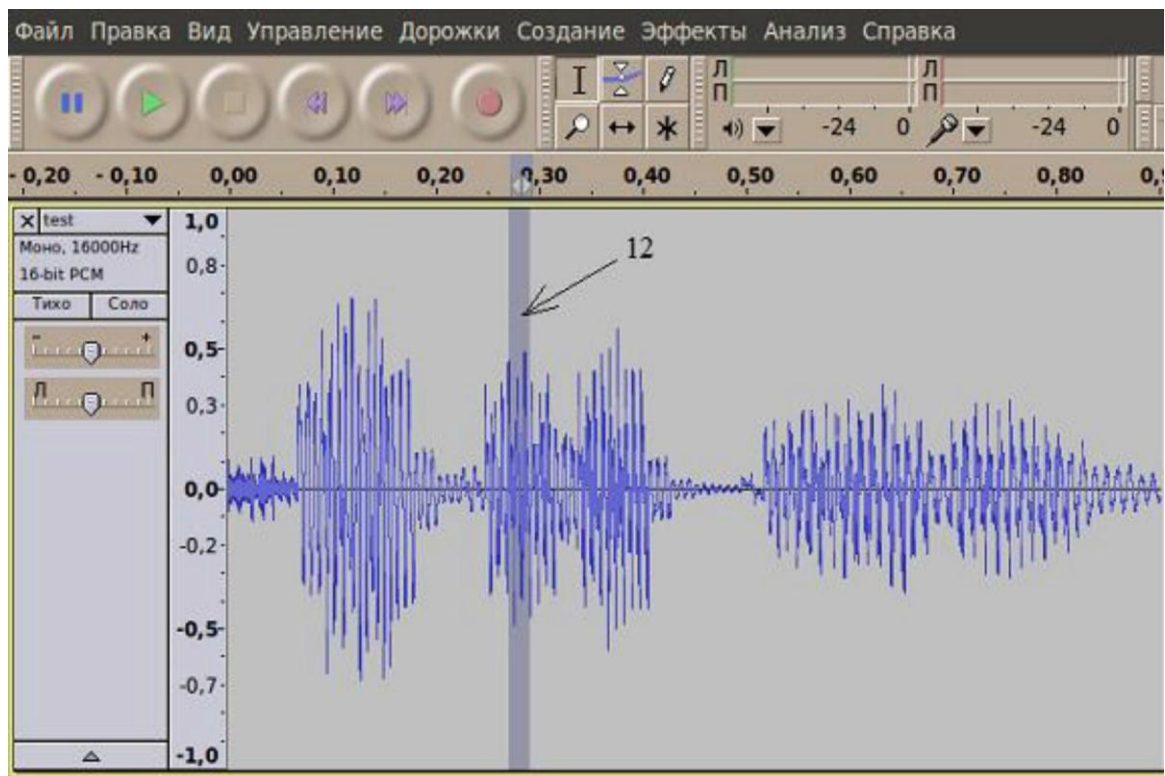 Файл Правка Вид Управление Дорожки Создание Эффекты Анализ Справка
Л
П
-24 0
Л
П
-24 0
- 0,20 - 0,10 0,00 0,10 0,20 0,30 0,40 0,50 0,60 0,70 0,80
test
Моно, 16000Hz
16-bit PCM
Тихо Соло
- +
Л П
1,0
0,8
0,5
0,3
0,0
-0,2
-0,5
-0,7
-1,0
12